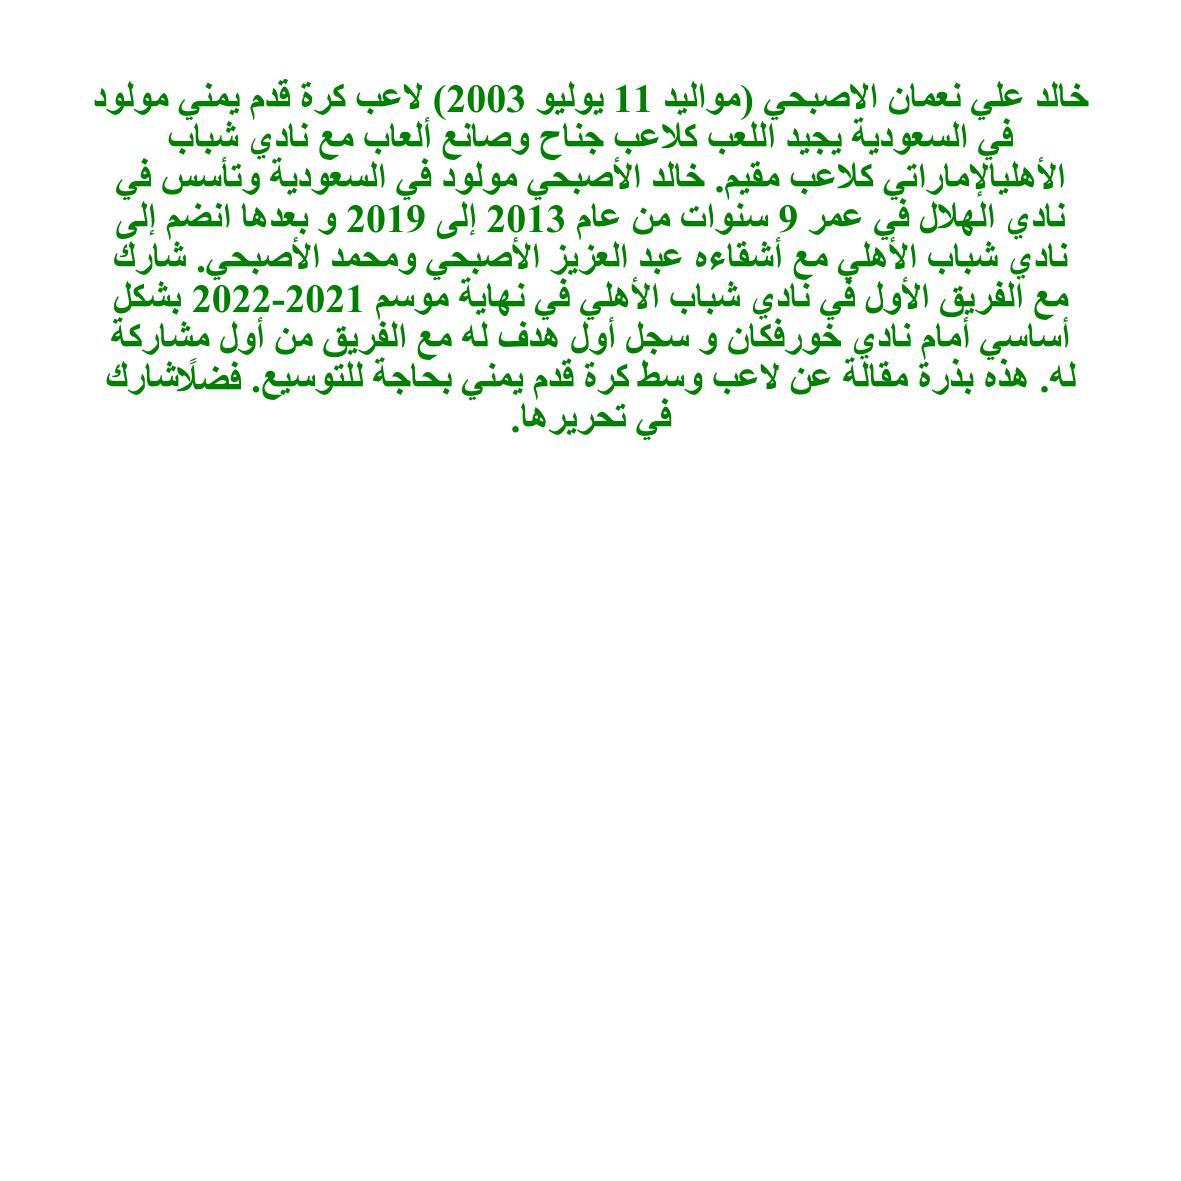 خالد علي نعمان الاصبحي (مواليد 11 يوليو 2003) لاعب كرة قدم يمني مولود
في السعودية يجيد اللعب كلاعب جناح وصانع ألعاب مع نادي شباب
الأهليالإماراتي كلاعب مقيم. خالد الأصبحي مولود في السعودية وتأسس في
نادي الهلال في عمر 9 سنوات من عام 2013 إلى 2019 و بعدها انضم إلى
نادي شباب الأهلي مع أشقاءه عبد العزيز الأصبحي ومحمد الأصبحي. شارك
مع الفريق الأول في نادي شباب الأهلي في نهاية موسم 2021-2022 بشكل
أساسي أمام نادي خورفكان و سجل أول هدف له مع الفريق من أول مشاركة
له. هذه بذرة مقالة عن لاعب وسط كرة قدم يمني بحاجة للتوسيع. فضلًاشارك
في تحريرها.